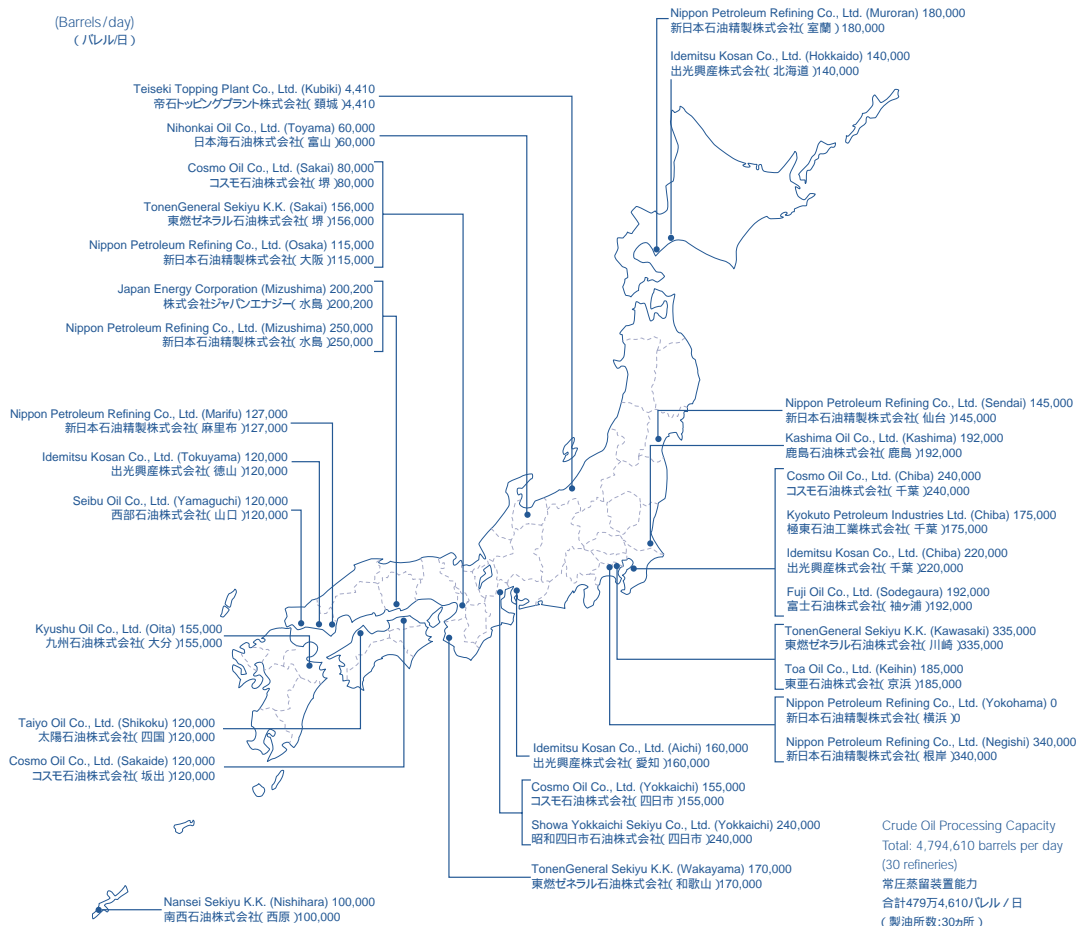 (Barrels/day)
(バレル/日)
Nippon Petroleum Refining Co., Ltd. (Muroran) 180,000
新日本石油精製株式会社(室蘭)180,000
Idemitsu Kosan Co., Ltd. (Hokkaido) 140,000
出光興産株式会社(北海道)140,000
Teiseki Topping Plant Co., Ltd. (Kubiki) 4,410
帝石トッピングプラント株式会社(頚城)4,410
Nihonkai Oil Co., Ltd. (Toyama) 60,000
日本海石油株式会社(富山)60,000
Cosmo Oil Co., Ltd. (Sakai) 80,000
コスモ石油株式会社(堺)80,000
TonenGeneral Sekiyu K.K. (Sakai) 156,000
東燃ゼネラル石油株式会社(堺)156,000
Nippon Petroleum Refining Co., Ltd. (Osaka) 115,000
新日本石油精製株式会社(大阪)115,000
Japan Energy Corporation (Mizushima) 200,200
株式会社ジャパンエナジー(水島)200,200
Nippon Petroleum Refining Co., Ltd. (Mizushima) 250,000
新日本石油精製株式会社(水島)250,000
Nippon Petroleum Refining Co., Ltd. (Marifu) 127,000
新日本石油精製株式会社(麻里布)127,000
Idemitsu Kosan Co., Ltd. (Tokuyama) 120,000
出光興産株式会社(徳山)120,000
Seibu Oil Co., Ltd. (Yamaguchi) 120,000
西部石油株式会社(山口)120,000
Kyushu Oil Co., Ltd. (Oita) 155,000
九州石油株式会社(大分)155,000
Taiyo Oil Co., Ltd. (Shikoku) 120,000
太陽石油株式会社(四国)120,000
Cosmo Oil Co., Ltd. (Sakaide) 120,000
コスモ石油株式会社(坂出)120,000
Nansei Sekiyu K.K. (Nishihara) 100,000
南西石油株式会社(西原)100,000
Nippon Petroleum Refining Co., Ltd. (Sendai) 145,000
新日本石油精製株式会社(仙台)145,000
Kashima Oil Co., Ltd. (Kashima) 192,000
鹿島石油株式会社(鹿島)192,000
Cosmo Oil Co., Ltd. (Chiba) 240,000
コスモ石油株式会社(千葉)240,000
Kyokuto Petroleum Industries Ltd. (Chiba) 175,000
極東石油工業株式会社(千葉)175,000
Idemitsu Kosan Co., Ltd. (Chiba) 220,000
出光興産株式会社(千葉)220,000
Fuji Oil Co., Ltd. (Sodegaura) 192,000
富士石油株式会社(袖ヶ浦)192,000
TonenGeneral Sekiyu K.K. (Kawasaki) 335,000
東燃ゼネラル石油株式会社(川崎)335,000
Toa Oil Co., Ltd. (Keihin) 185,000
東亜石油株式会社(京浜)185,000
Nippon Petroleum Refining Co., Ltd. (Yokohama) 0
新日本石油精製株式会社(横浜)0
Nippon Petroleum Refining Co., Ltd. (Negishi) 340,000
新日本石油精製株式会社(根岸)340,000
Idemitsu Kosan Co., Ltd. (Aichi) 160,000
出光興産株式会社(愛知)160,000
Cosmo Oil Co., Ltd. (Yokkaichi) 155,000
コスモ石油株式会社(四日市)155,000
Showa Yokkaichi Sekiyu Co., Ltd. (Yokkaichi) 240,000
昭和四日市石油株式会社(四日市)240,000
TonenGeneral Sekiyu K.K. (Wakayama) 170,000
東燃ゼネラル石油株式会社(和歌山)170,000
Crude Oil Processing Capacity
Total: 4,794,610 barrels per day
(30 refineries)
常圧蒸留装置能力
合計479万4,610バレル / 日
(製油所数:30カ所)